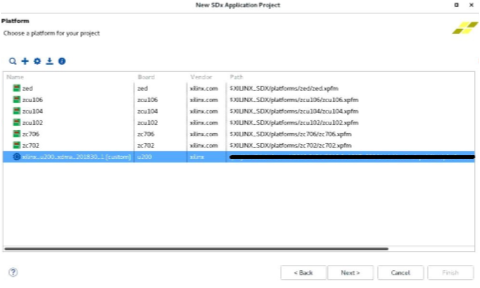 New SDx Application Project
Platform
Choose a platform for your project
Name Board Vendor Path
zed zed xilinx.com $XILINX_SDX/platforms/zed/zed.xpfm
zcu106 zcu106 xilinx.com $XILINX_SDX/platforms/zcu106/zcu106.xpfm
zcu104 zcu104 xilinx.com $XILINX_SDX/platforms/zcu104/zcu104.xpfm
zcu102 zcu102 xilinx.com $XILINX_SDX/platforms/zcu102/zcu102.xpfm
zc706 zc706 xilinx.com $XILINX_SDX/platforms/zc706/zc706.xpfm
zc702 zc702 xilinx.com $XILINX_SDX/platforms/zc702/zc702.xpfm
xilinx_u200_xdma_201830_1 [custom] u200 xilinx
< Back Next > Cancel Finish